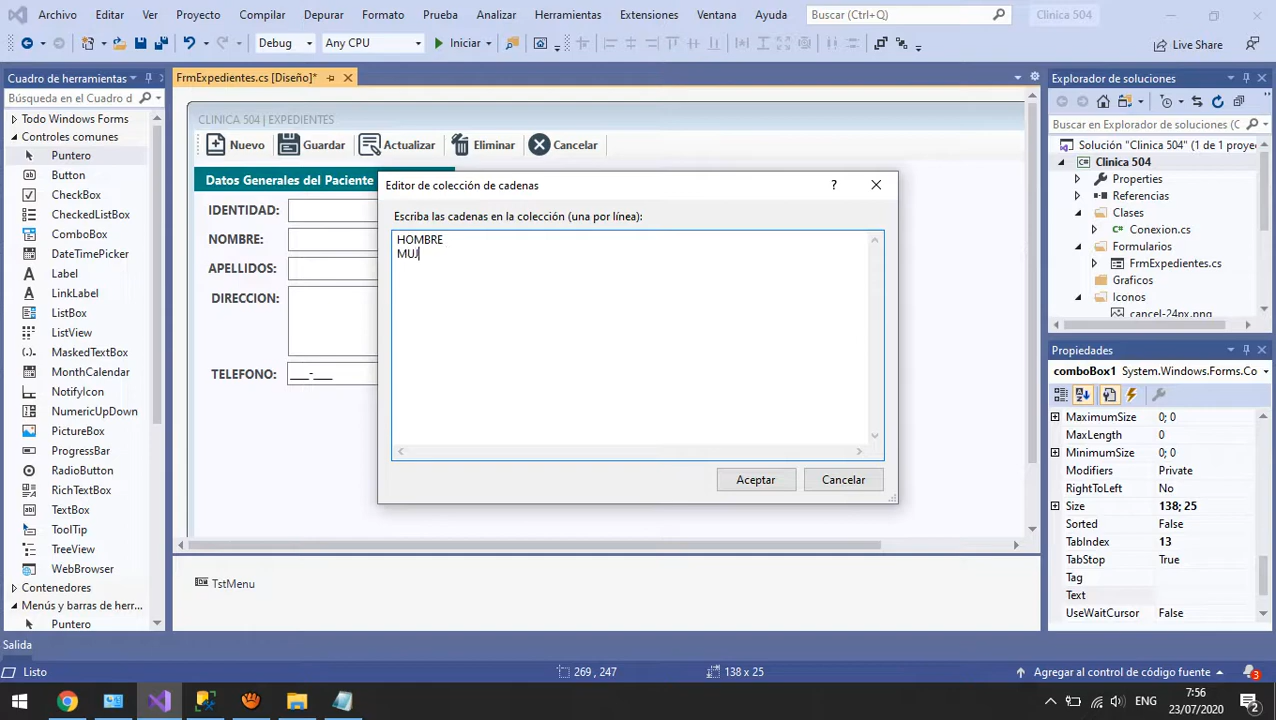 Archivo Editar Ver Proyecto Compilar Depurar Formato Prueba Analizar Herramientas Extensiones Ventana Ayuda Buscar (Ctrl+Q) Clinica 504
Debug Any CPU Iniciar Live Share
Cuadro de herramientas
Búsqueda en el Cuadro d
Todo Windows Forms
Controles comunes
Puntero
Button
CheckBox
CheckedListBox
ComboBox
DateTimePicker
Label
LinkLabel
ListBox
ListView
MaskedTextBox
MonthCalendar
NotifyIcon
NumericUpDown
PictureBox
ProgressBar
RadioButton
RichTextBox
TextBox
ToolTip
TreeView
WebBrowser
Contenedores
Menús y barras de herr...
Puntero
FrmExpedientes.cs [Diseño]*
CLINICA 504 | EXPEDIENTES
Nuevo Guardar Actualizar Eliminar Cancelar
Datos Generales del Paciente
IDENTIDAD:
NOMBRE:
APELLIDOS:
DIRECCION:
TELEFONO: ___-___
Editor de colección de cadenas ?
Escriba las cadenas en la colección (una por línea):
HOMBRE
MUJ
Aceptar Cancelar
TstMenu
Explorador de soluciones
Buscar en Explorador de soluciones (C
Solución "Clinica 504" (1 de 1 proye
Clinica 504
Properties
Referencias
Clases
Conexion.cs
Formularios
FrmExpedientes.cs
Graficos
Iconos
cancel-24px.png
Propiedades
comboBox1 System.Windows.Forms.Co
MaximumSize 0; 0
MaxLength 0
MinimumSize 0; 0
Modifiers Private
RightToLeft No
Size 138; 25
Sorted False
TabIndex 13
TabStop True
Tag
Text
UseWaitCursor False
Salida
Listo 269 , 247 138 x 25 Agregar al control de código fuente 3
ENG 7:56
23/07/2020 2